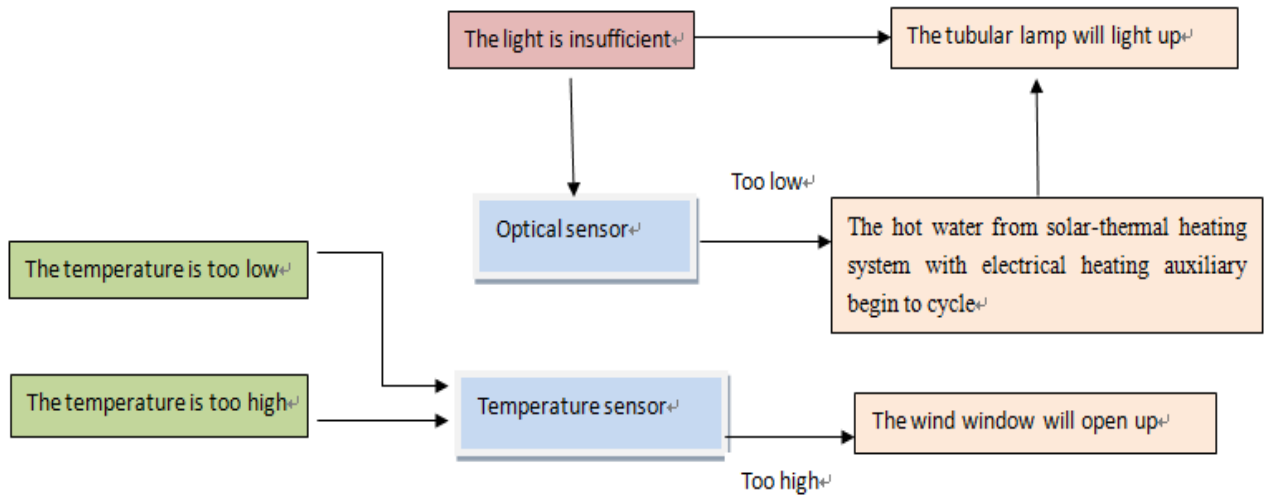 The light is insufficient↵
The tubular lamp will light up↵
Too low↵
Optical sensor↵
The hot water from solar-thermal heating
system with electrical heating auxiliary
begin to cycle↵
The temperature is too low↵
The temperature is too high↵
Temperature sensor↵
The wind window will open up↵
Too high↵